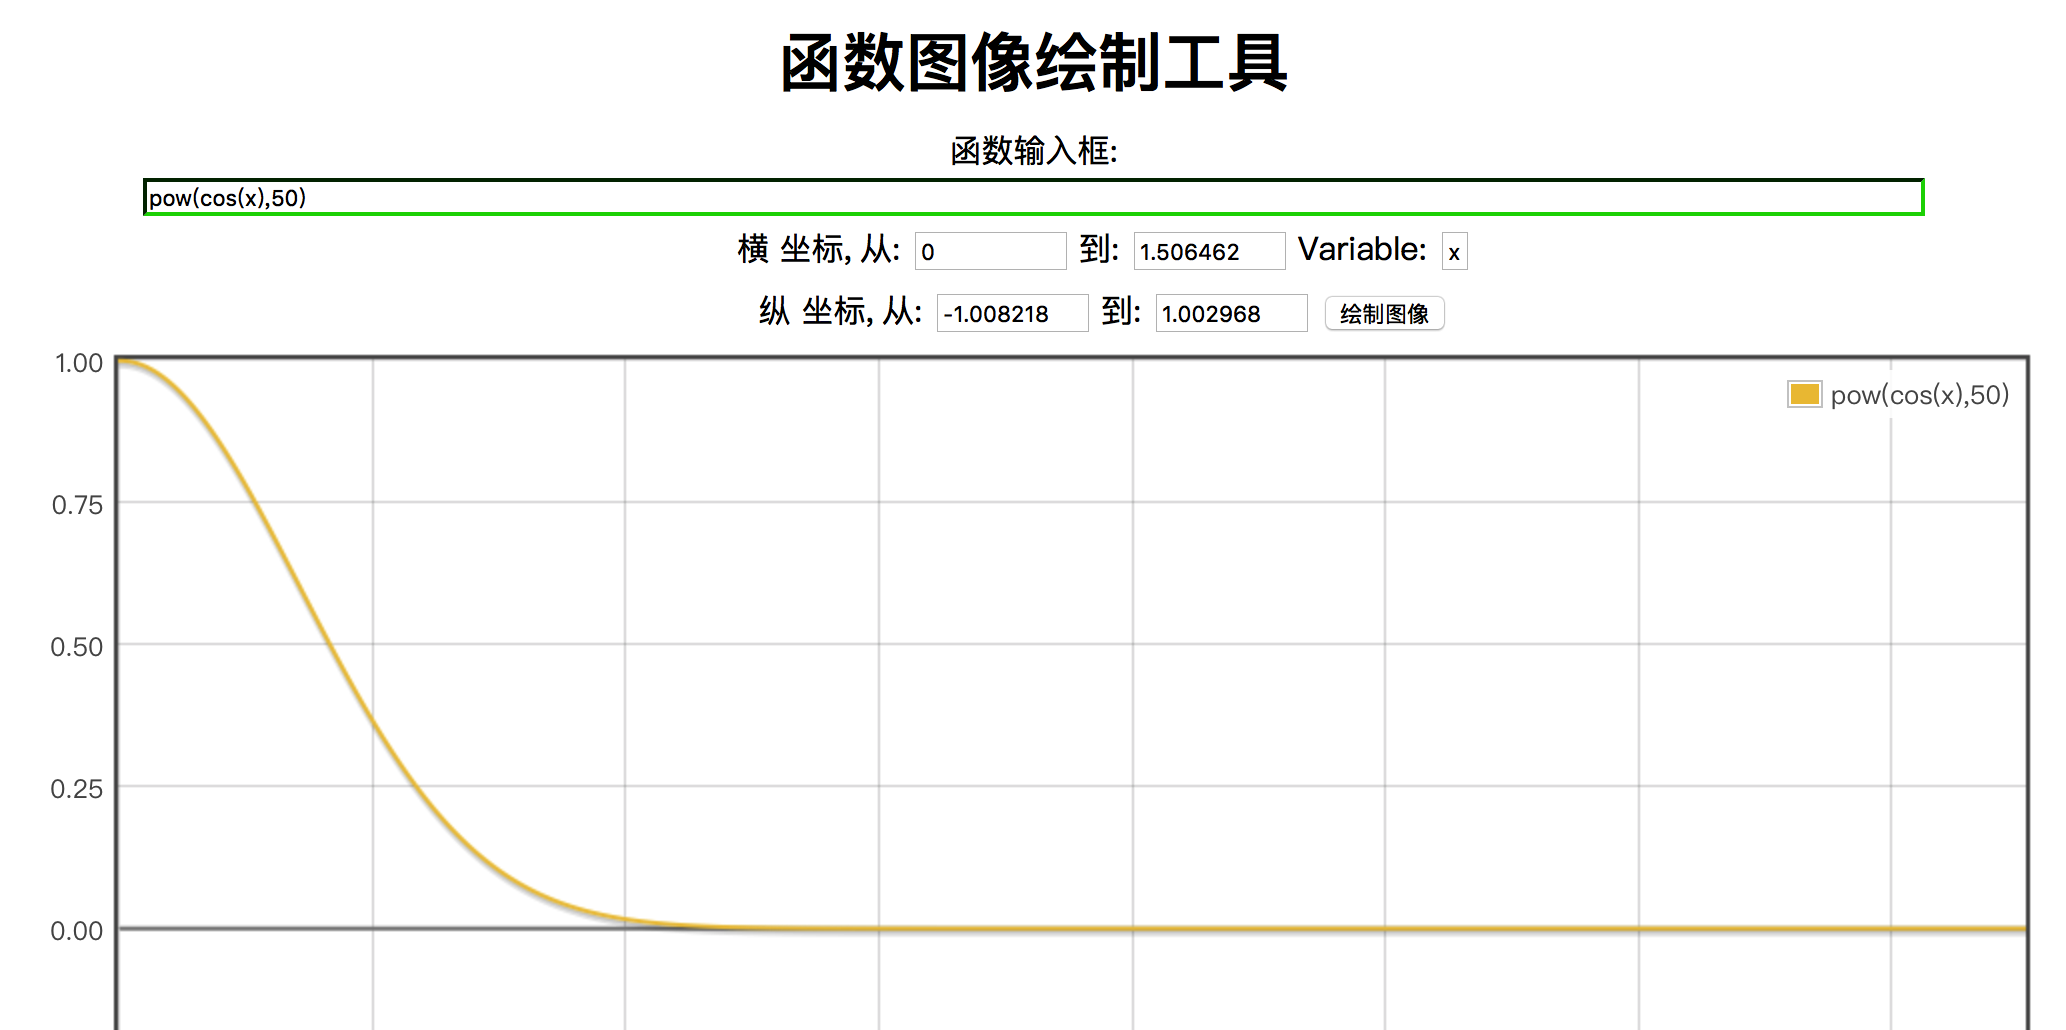 函数图像绘制工具
函数输入框:
pow(cos(x),50)
横 坐标, 从: 0 到: 1.506462 Variable: x
纵 坐标, 从: -1.008218 到: 1.002968 绘制图像
1.00
pow(cos(x),50)
0.75
0.50
0.25
0.00